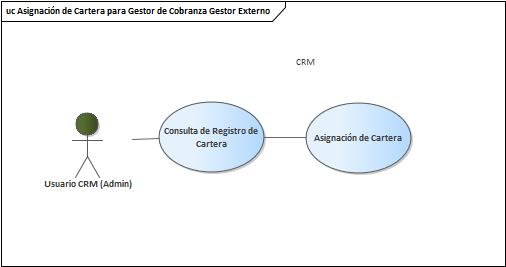 uc Asignación de Cartera para Gestor de Cobranza Gestor Externo
CRM
Consulta de Registro de
Cartera
Asignación de Cartera
Usuario CRM (Admin)